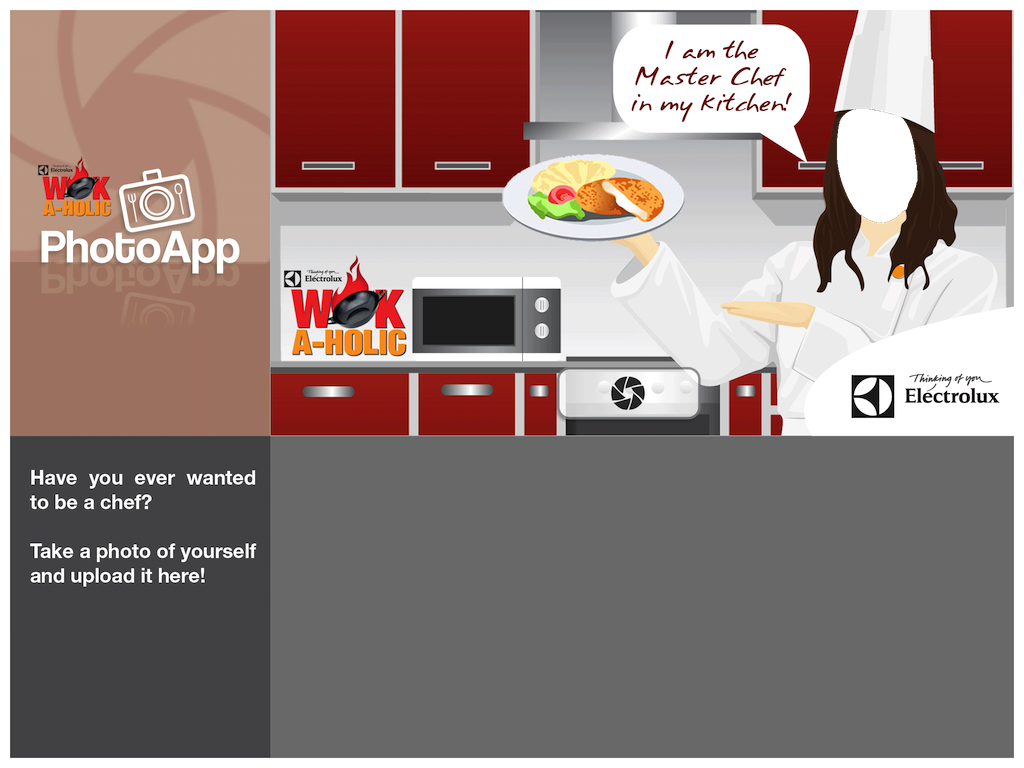 Thinking of you
Electrolux
WOK
A-HOLIC
PhotoApp
I am the
Master Chef
in my Kitchen!
Thinking of you
Electrolux
WOK
A-HOLIC
Thinking of you
Electrolux
Have you ever wanted
to be a chef?
Take a photo of yourself
and upload it here!